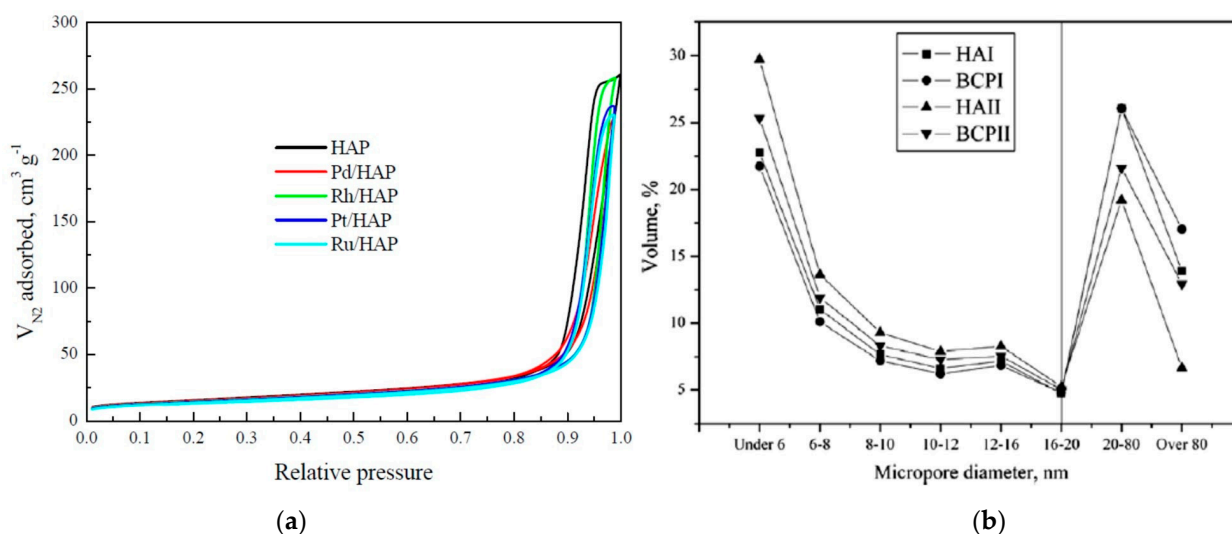 300
250
200
150
100
50
0
V_N2 adsorbed, cm³ g⁻¹
HAP
Pd/HAP
Rh/HAP
Pt/HAP
Ru/HAP
0.0 0.1 0.2 0.3 0.4 0.5 0.6 0.7 0.8 0.9 1.0
Relative pressure
(a)
30
25
20
15
10
5
Volume, %
HAI
BCPI
HAII
BCPII
Under 6 6-8 8-10 10-12 12-16 16-20 20-80 Over 80
Micropore diameter, nm
(b)